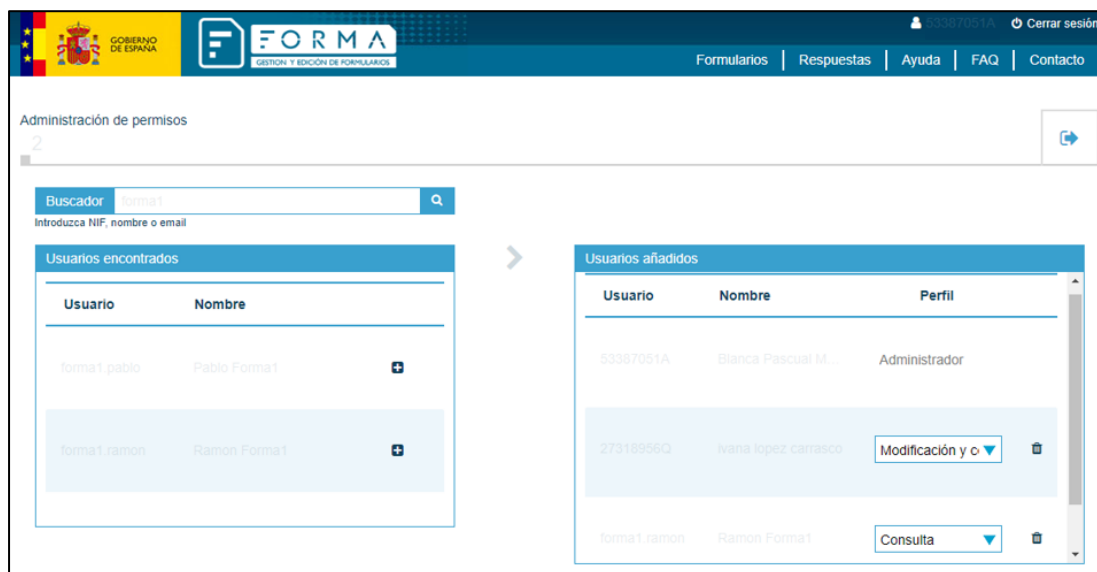 53387051A Cerrar sesión
GOBIERNO
DE ESPAÑA
FORMA
GESTION Y EDICIÓN DE FORMULARIOS
Formularios Respuestas Ayuda FAQ Contacto
Administración de permisos
2
Buscador forma1
Introduzca NIF, nombre o email
Usuarios encontrados
Usuario Nombre
forma1.pablo Pablo Forma1
forma1.ramon Ramon Forma1
Usuarios añadidos
Usuario Nombre Perfil
53387051A Blanca Pascual M... Administrador
27318956Q ivana lopez carrasco Modificación y c
forma1.ramon Ramon Forma1 Consulta